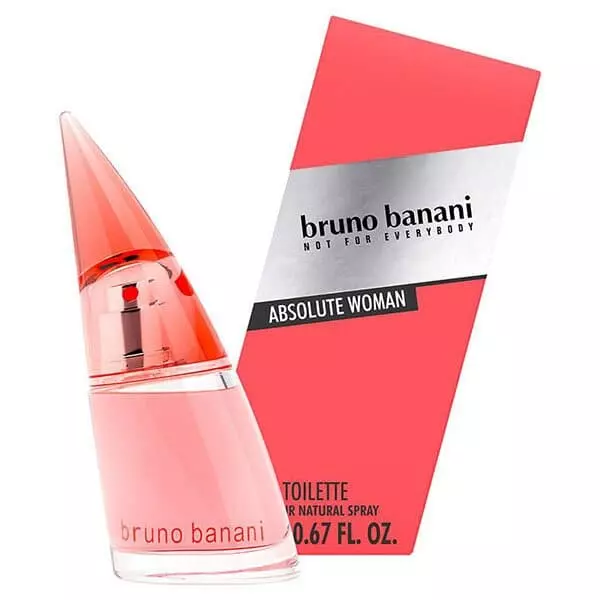 bruno banani
NOT FOR EVERYBODY
ABSOLUTE WOMAN
TOILETTE
NATURAL SPRAY
0.67 FL. OZ.
bruno banani